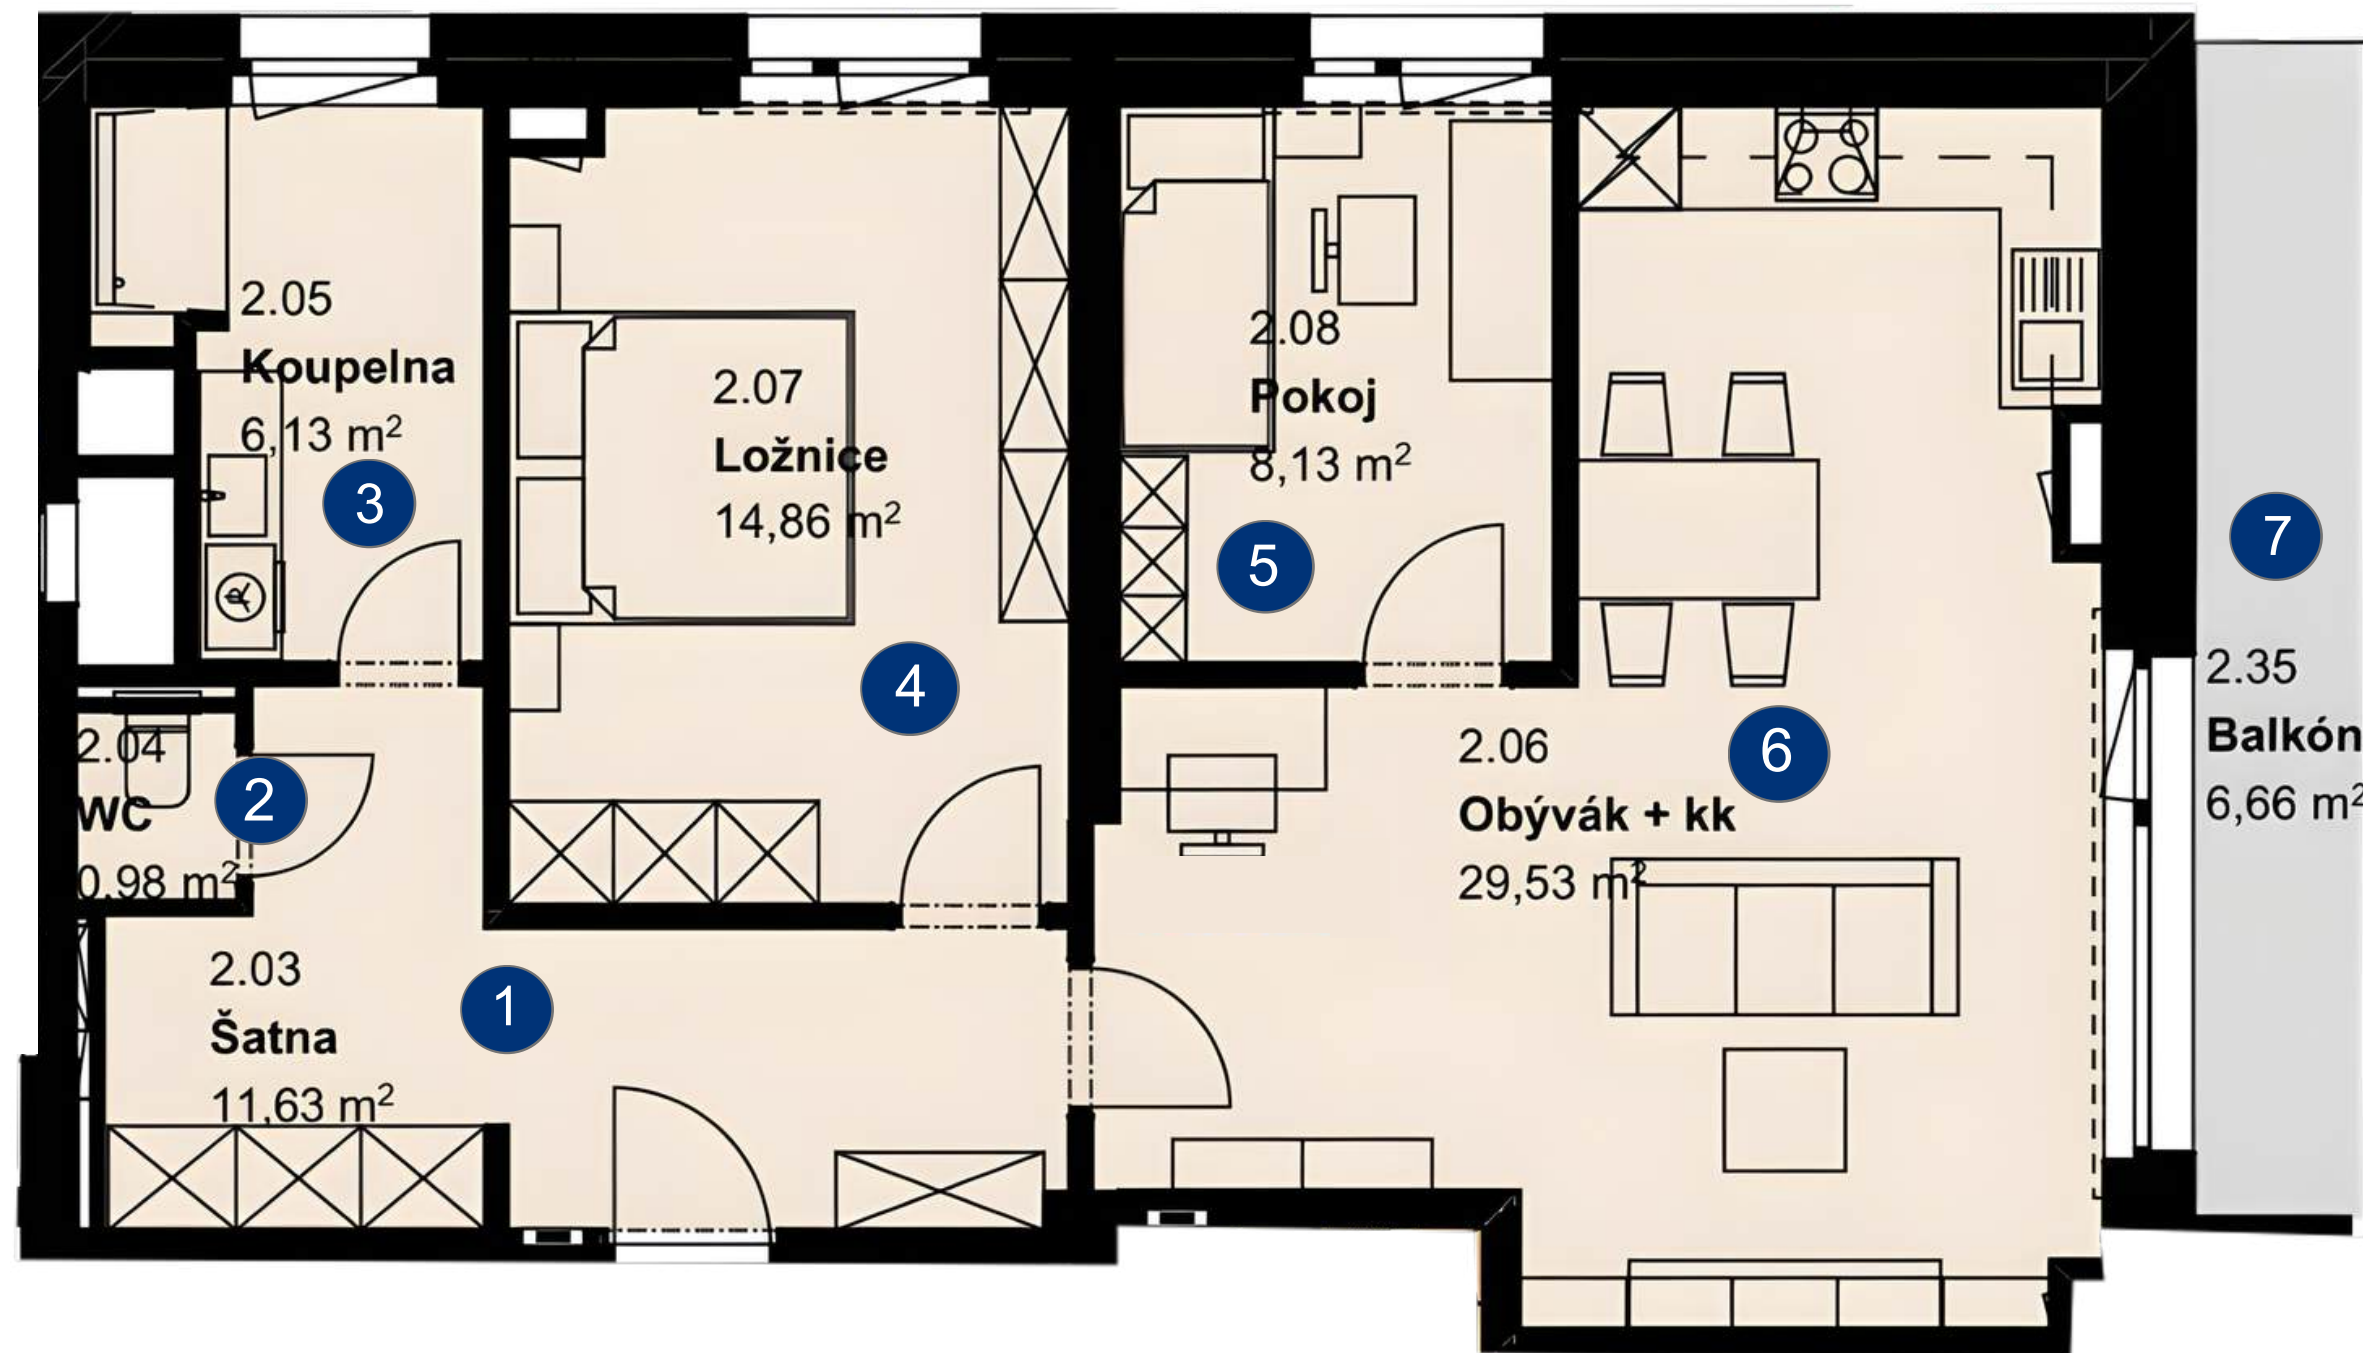 2.05
Koupelna
6,13 m²
3
2.07
Ložnice
14,86 m²
4
2.08
Pokoj
8,13 m²
5
2.04
WC
0,98 m²
2
2.03
Šatna
11,63 m²
1
2.06
Obývák + kk
29,53 m²
6
7
2.35
Balkón
6,66 m²